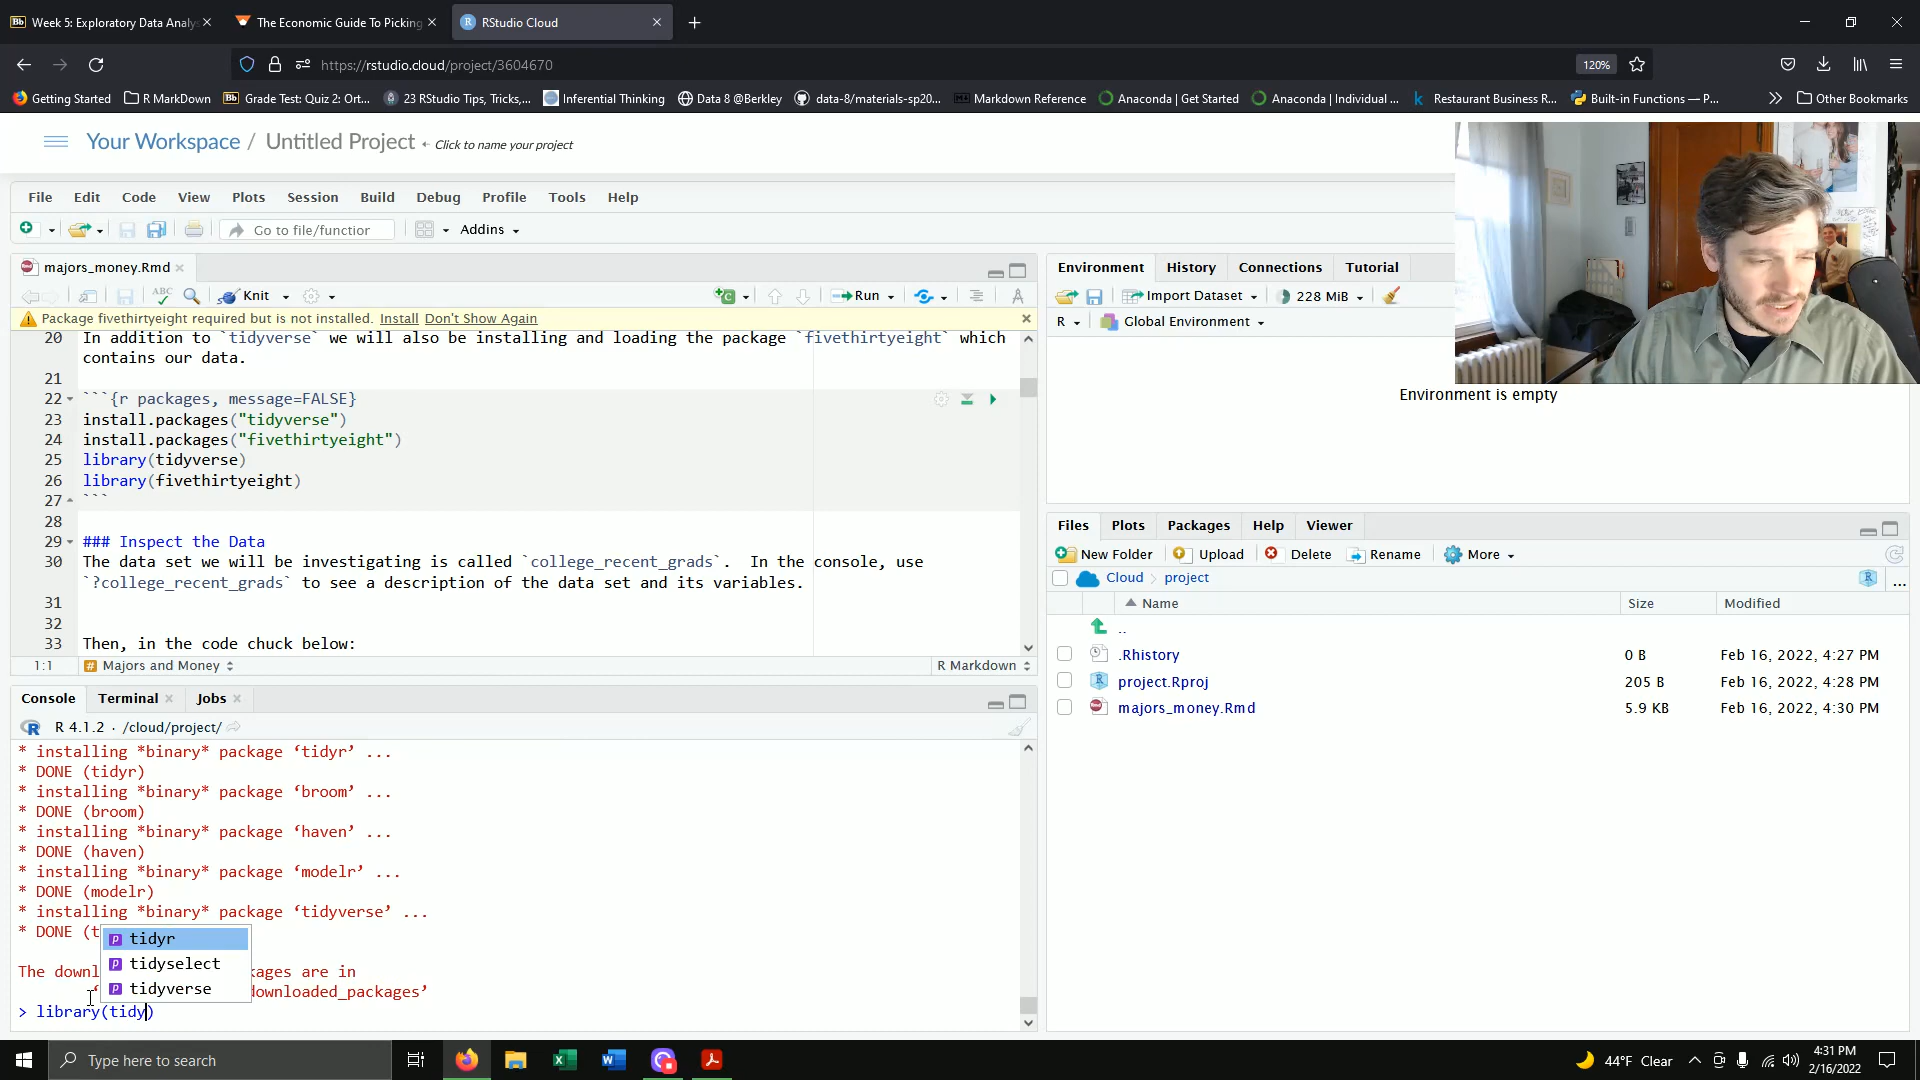 Week 5: Exploratory Data Analys
The Economic Guide To Picking
RStudio Cloud
https://rstudio.cloud/project/3604670
120%
Getting Started
R MarkDown
Grade Test: Quiz 2: Ort...
23 RStudio Tips, Tricks,...
Inferential Thinking
Data 8 @Berkley
data-8/materials-sp20...
Markdown Reference
Anaconda | Get Started
Anaconda | Individual ...
Restaurant Business R...
Built-in Functions — P...
Other Bookmarks
Your Workspace / Untitled Project
Click to name your project
File Edit Code View Plots Session Build Debug Profile Tools Help
Go to file/function
Addins
majors_money.Rmd
Knit
Run
Package fivethirtyeight required but is not installed. Install Don't Show Again
20 In addition to `tidyverse` we will also be installing and loading the package `fivethirtyeight` which
contains our data.
21
22 ```{r packages, message=FALSE}
23 install.packages("tidyverse")
24 install.packages("fivethirtyeight")
25 library(tidyverse)
26 library(fivethirtyeight)
27 ```
28
29 ### Inspect the Data
30 The data set we will be investigating is called `college_recent_grads`.  In the console, use
`?college_recent_grads` to see a description of the data set and its variables.
31
32
33 Then, in the code chuck below:
1:1 Majors and Money R Markdown
Console Terminal Jobs
R 4.1.2 · /cloud/project/
* installing *binary* package ‘tidyr’ ...
* DONE (tidyr)
* installing *binary* package ‘broom’ ...
* DONE (broom)
* installing *binary* package ‘haven’ ...
* DONE (haven)
* installing *binary* package ‘modelr’ ...
* DONE (modelr)
* installing *binary* package ‘tidyverse’ ...
* DONE (t
tidyr
tidyselect
tidyverse
The downl kages are in
‘ downloaded_packages’
> library(tidy)
Environment History Connections Tutorial
Import Dataset
228 MiB
R Global Environment
Environment is empty
Files Plots Packages Help Viewer
New Folder Upload Delete Rename More
Cloud project
Name Size Modified
..
.Rhistory 0 B Feb 16, 2022, 4:27 PM
project.Rproj 205 B Feb 16, 2022, 4:28 PM
majors_money.Rmd 5.9 KB Feb 16, 2022, 4:30 PM
Type here to search
44°F Clear
4:31 PM
2/16/2022